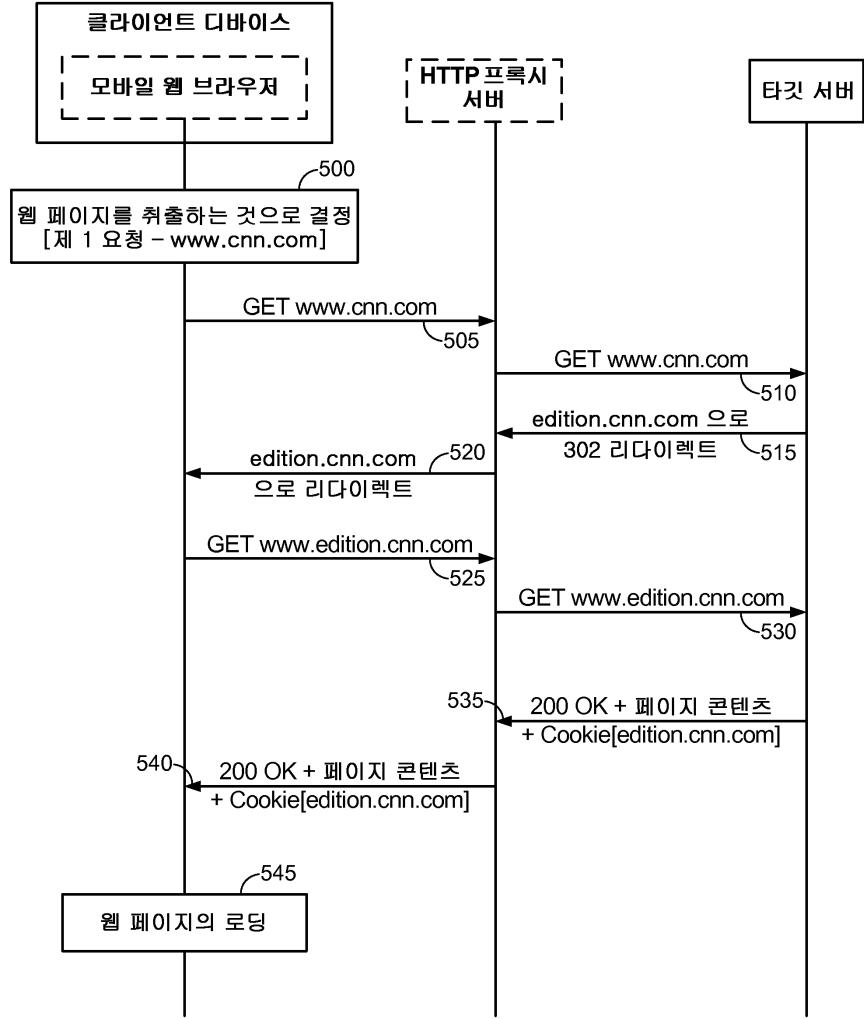 클라이언트 디바이스
모바일 웹 브라우저
HTTP 프록시
서버
타깃 서버
500
웹 페이지를 취출하는 것으로 결정
[제 1 요청 – www.cnn.com]
GET www.cnn.com
505
GET www.cnn.com
510
edition.cnn.com 으로
302 리다이렉트
515
edition.cnn.com
520
으로 리다이렉트
GET www.edition.cnn.com
525
GET www.edition.cnn.com
530
535
200 OK + 페이지 콘텐츠
+ Cookie[edition.cnn.com]
540
200 OK + 페이지 콘텐츠
+ Cookie[edition.cnn.com]
545
웹 페이지의 로딩